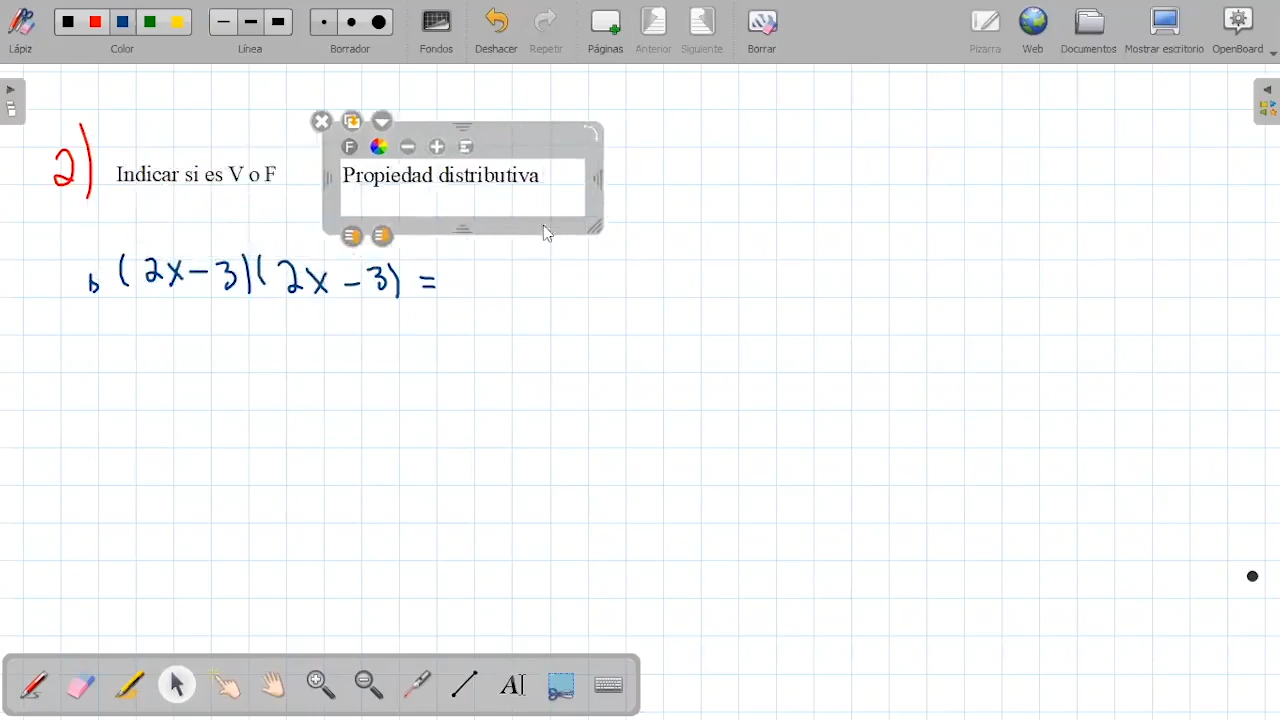 Lápiz Color Línea Borrador Fondos Deshacer Repetir Páginas Anterior Siguiente Borrar Pizarra Web Documentos Mostrar escritorio OpenBoard
2) Indicar si es V o F
F
Propiedad distributiva
b (2x-3)(2x-3)=
AI